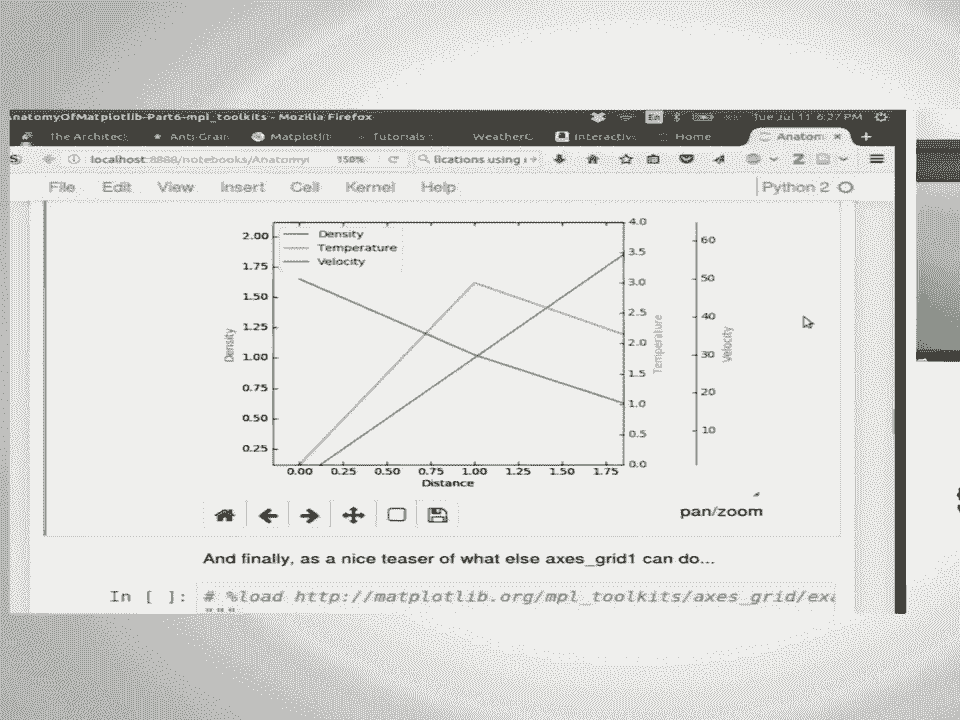 natomyOfMatplotlib-Part6-mpl_toolkits - Mozilla Firefox
En
Tue Jul 11 6:27 PM
The Architect
Anti-Grain
Matplotlib
Tutorials
WeatherC
Interactiv
Home
Anatom
localhost:8888/notebooks/Anatomy
150%
lications using
File Edit View Insert Cell Kernel Help
Python 2
Density
Temperature
Velocity
2.00
1.75
1.50
1.25
1.00
0.75
0.50
0.25
Density
0.00 0.25 0.50 0.75 1.00 1.25 1.50 1.75
Distance
4.0
3.5
3.0
2.5
2.0
1.5
1.0
0.5
0.0
Temperature
60
50
40
30
20
10
Velocity
pan/zoom
And finally, as a nice teaser of what else axes_grid1 can do...
In [ ]: # %load http://matplotlib.org/mpl_toolkits/axes_grid/exa
"""